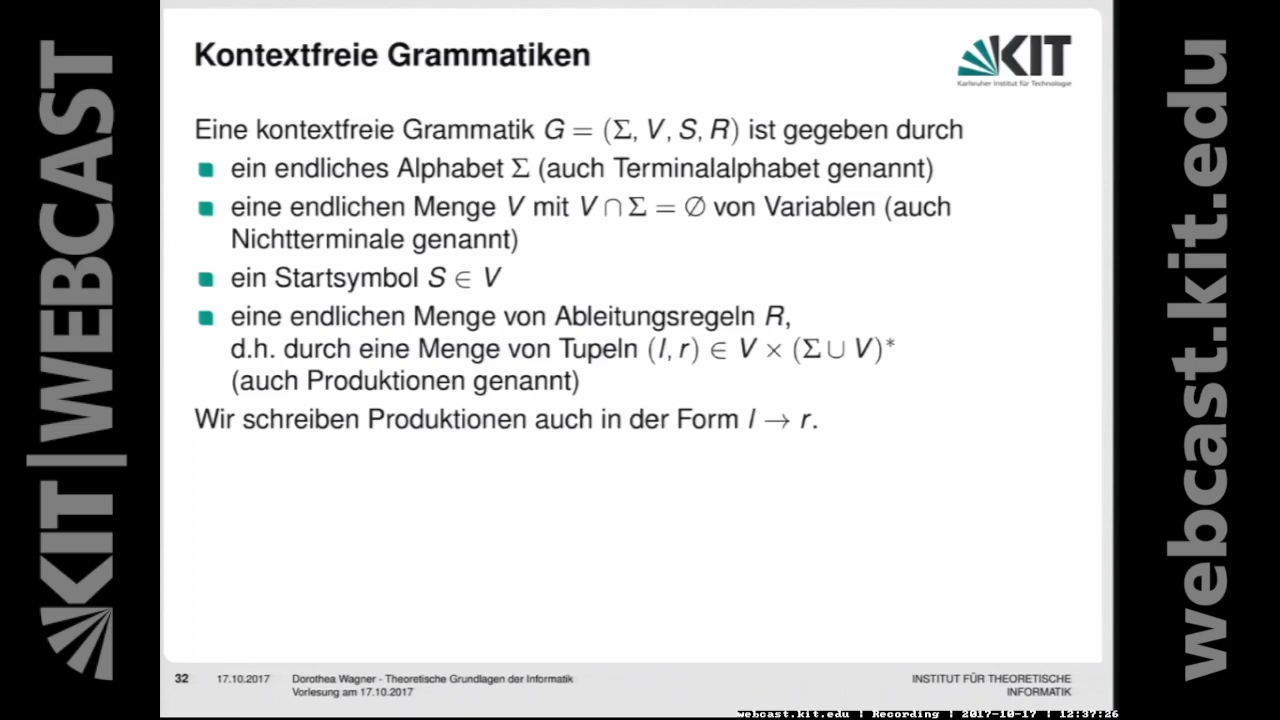 KIT|WEBCAST
Kontextfreie Grammatiken
KIT
Karlsruher Institut für Technologie
Eine kontextfreie Grammatik G = (Σ, V, S, R) ist gegeben durch
ein endliches Alphabet Σ (auch Terminalalphabet genannt)
eine endlichen Menge V mit V ∩ Σ = ∅ von Variablen (auch
Nichtterminale genannt)
ein Startsymbol S ∈ V
eine endlichen Menge von Ableitungsregeln R,
d.h. durch eine Menge von Tupeln (l, r) ∈ V × (Σ ∪ V)*
(auch Produktionen genannt)
Wir schreiben Produktionen auch in der Form l → r.
32 17.10.2017 Dorothea Wagner - Theoretische Grundlagen der Informatik
Vorlesung am 17.10.2017
INSTITUT FÜR THEORETISCHE
INFORMATIK
webcast.kit.edu
webcast.kit.edu | Recording | 2017-10-17 | 12:37:26